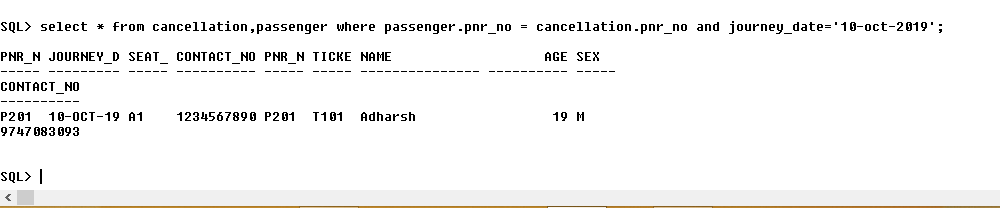 SQL> select * from cancellation,passenger where passenger.pnr_no = cancellation.pnr_no and journey_date='10-oct-2019';
PNR_N JOURNEY_D SEAT_ CONTACT_NO PNR_N TICKE NAME                   AGE SEX
----- --------- ----- ---------- ----- ----- --------------- ---------- -----
CONTACT_NO
----------
P201  10-OCT-19 A1    1234567890 P201  T101  Adharsh                 19 M
9747083093
SQL>